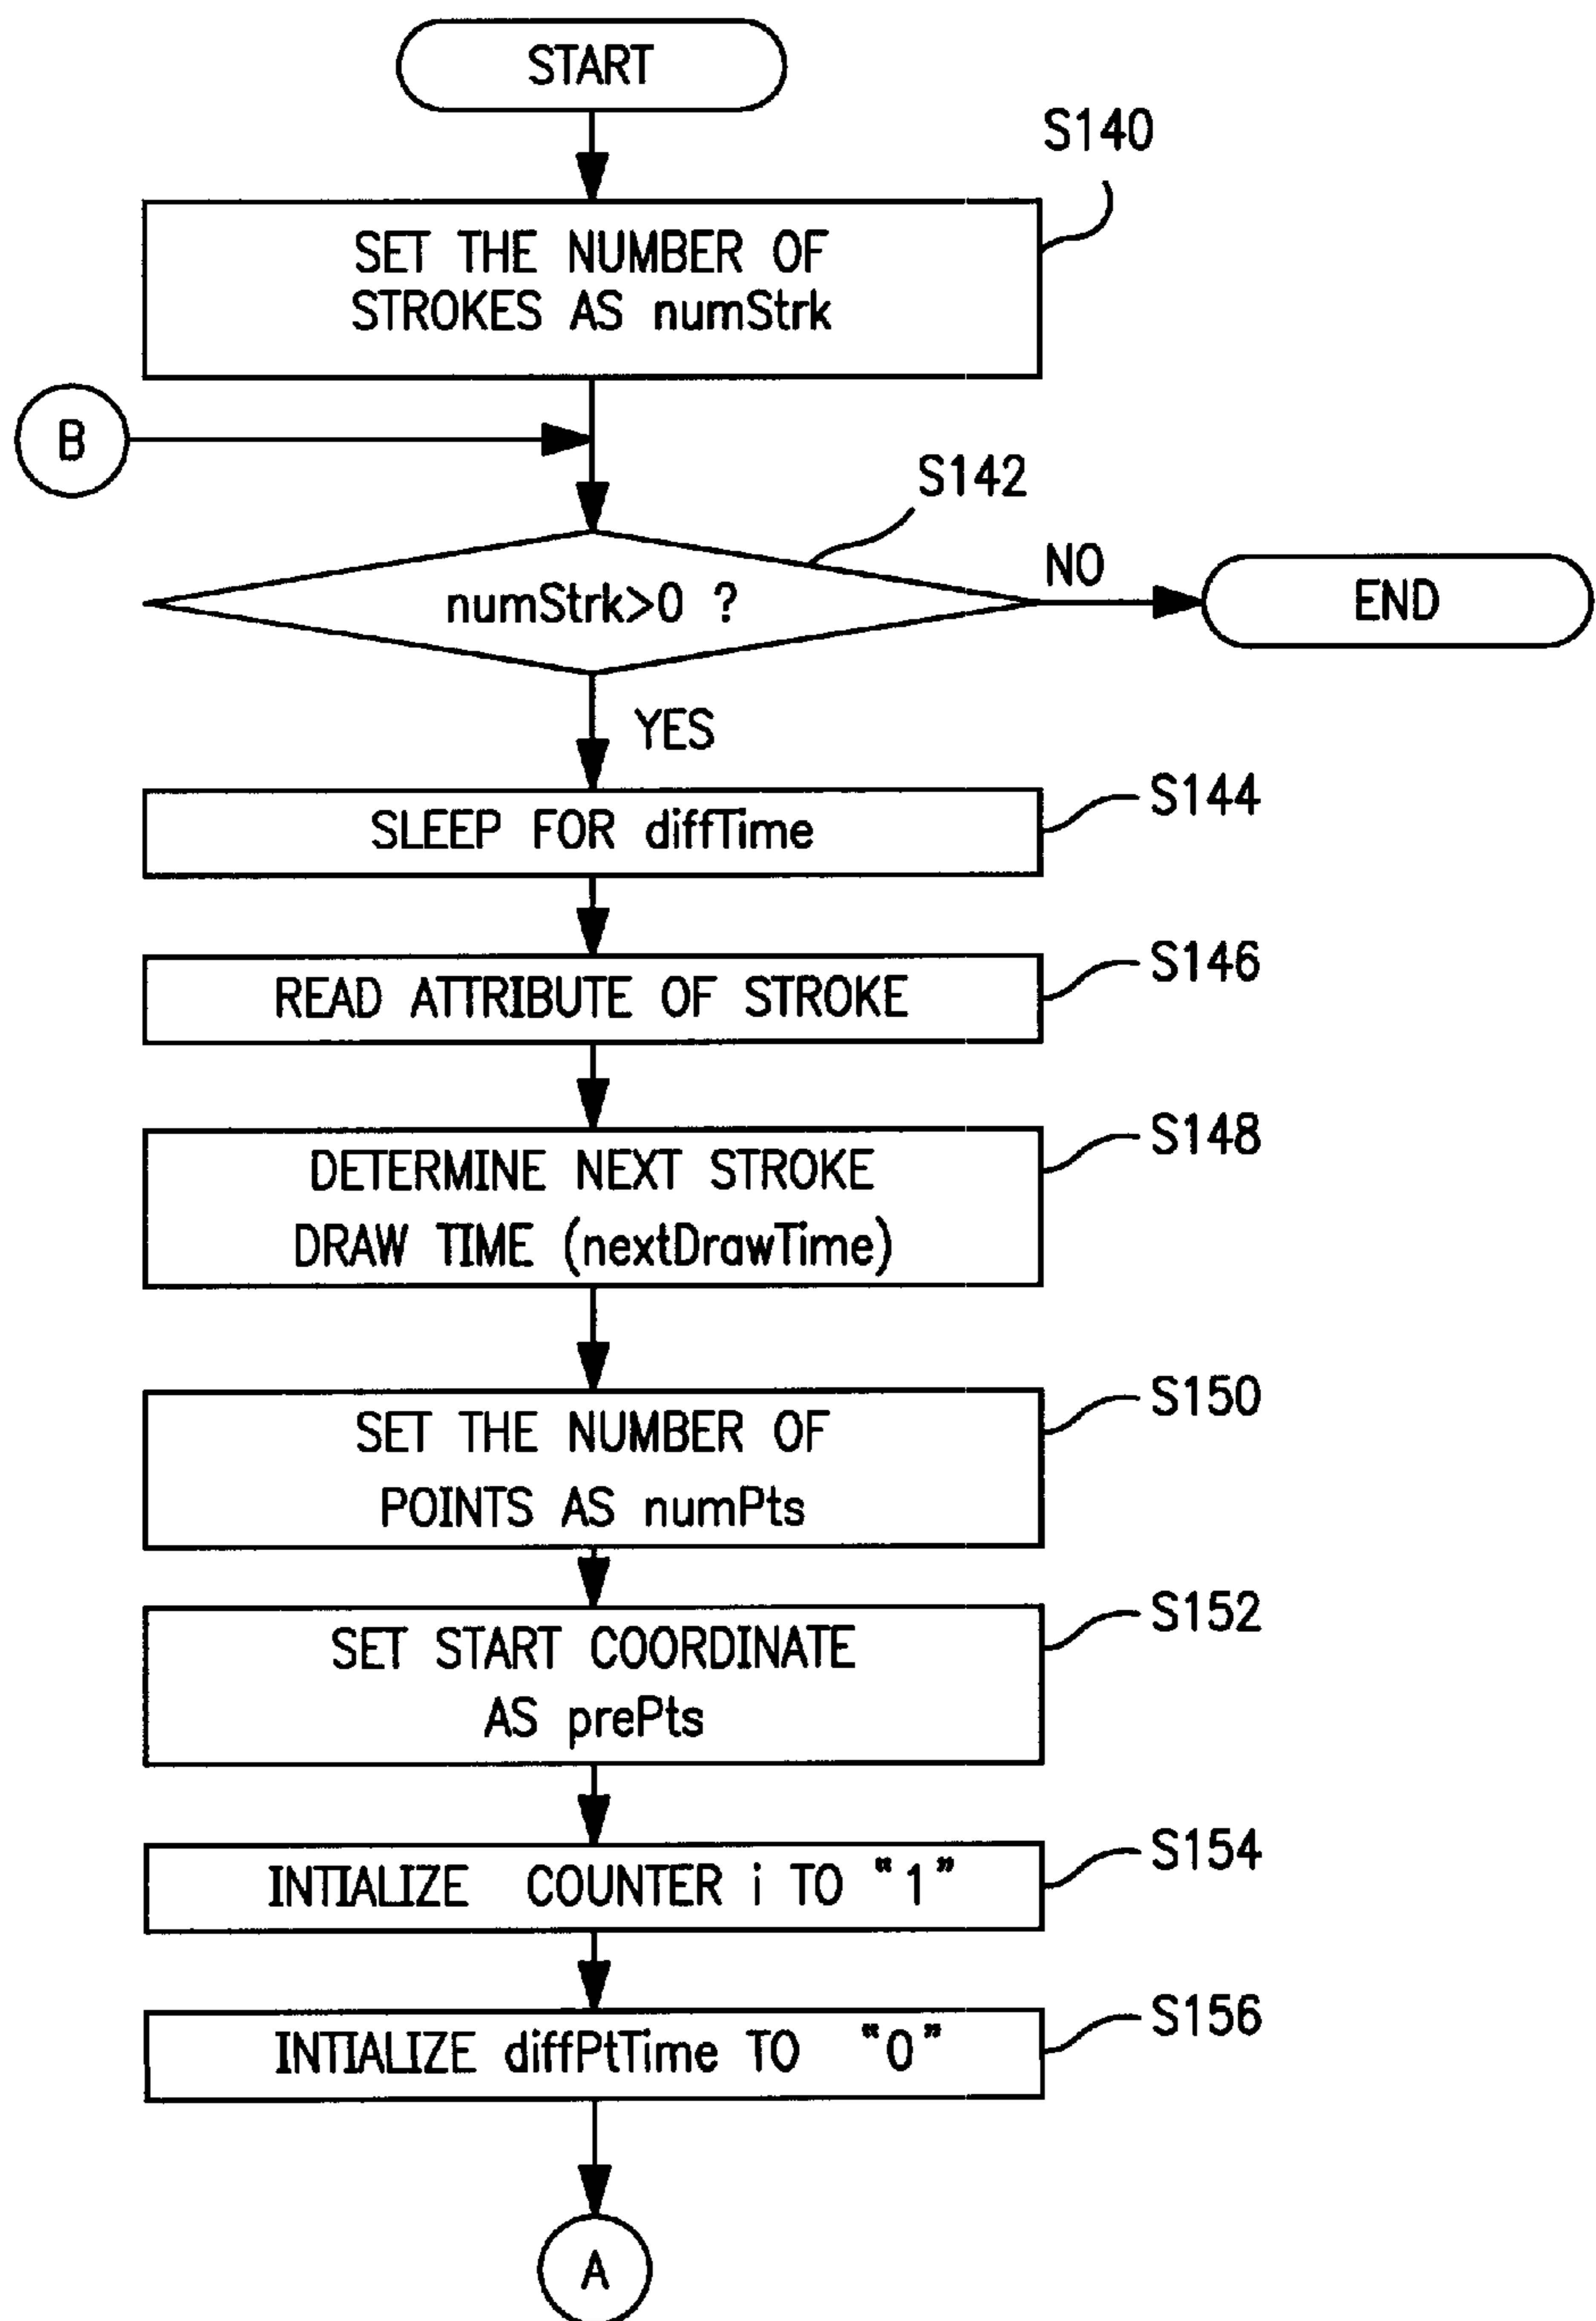 START
S140
SET THE NUMBER OF
STROKES AS numStrk
B
S142
numStrk>0 ?
NO
END
YES
SLEEP FOR diffTime
S144
READ ATTRIBUTE OF STROKE
S146
DETERMINE NEXT STROKE
DRAW TIME (nextDrawTime)
S148
SET THE NUMBER OF
POINTS AS numPts
S150
SET START COORDINATE
AS prePts
S152
INTIALIZE COUNTER i TO "1"
S154
INTIALIZE diffPtTime TO "0"
S156
A